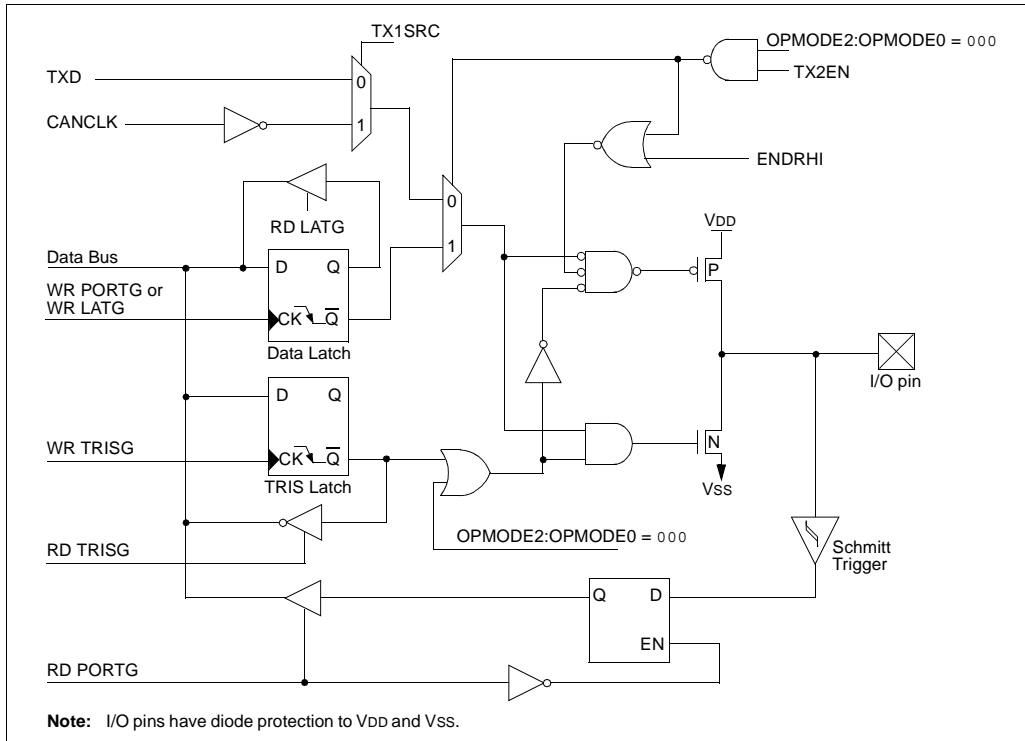 TX1SRC
OPMODE2:OPMODE0 = 000
TXD
0
TX2EN
CANCLK
1
ENDRHI
0
RD LATG
1
VDD
Data Bus
D
Q
P
WR PORTG or
WR LATG
CK
Q
Data Latch
I/O pin
D
Q
WR TRISG
CK
Q
N
TRIS Latch
VSS
OPMODE2:OPMODE0 = 000
Schmitt
Trigger
RD TRISG
Q
D
EN
RD PORTG
Note: I/O pins have diode protection to VDD and VSS.